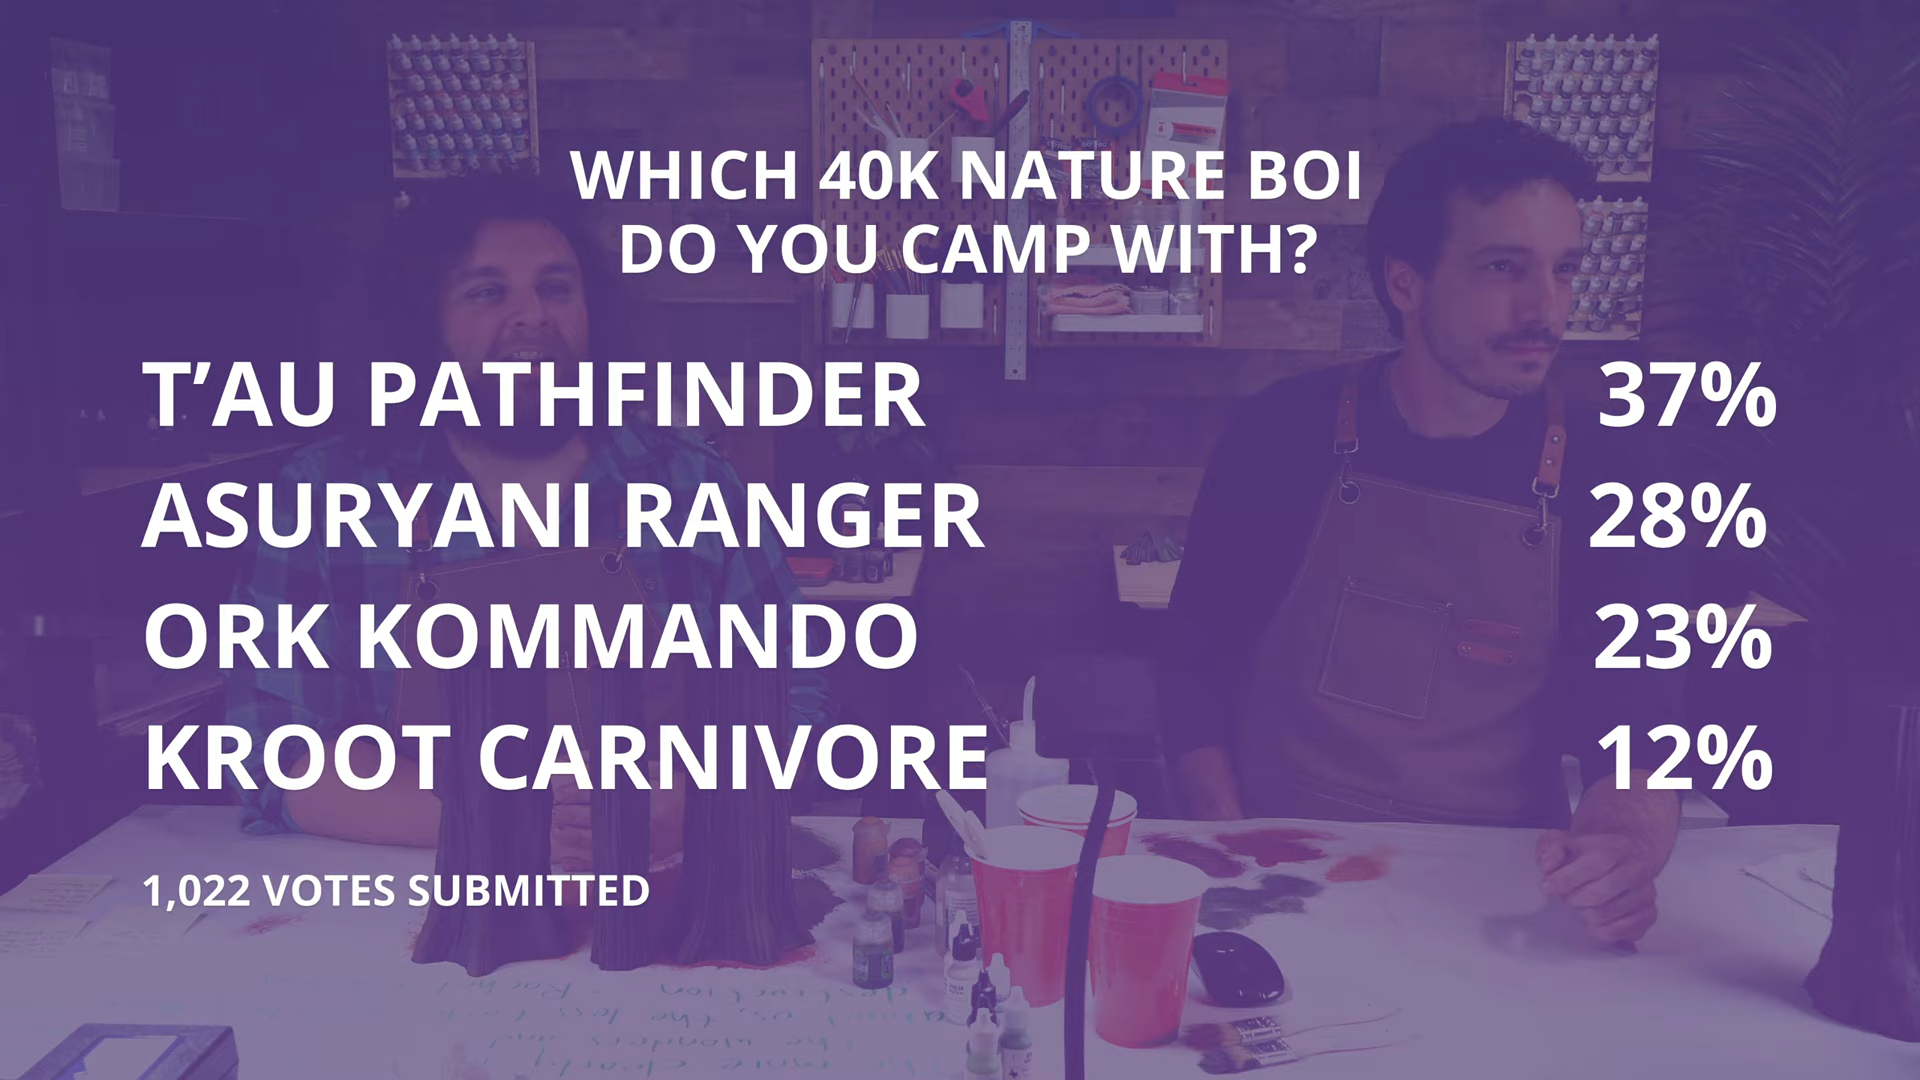 WHICH 40K NATURE BOI
DO YOU CAMP WITH?
T’AU PATHFINDER 37%
ASURYANI RANGER 28%
ORK KOMMANDO 23%
KROOT CARNIVORE 12%
1,022 VOTES SUBMITTED